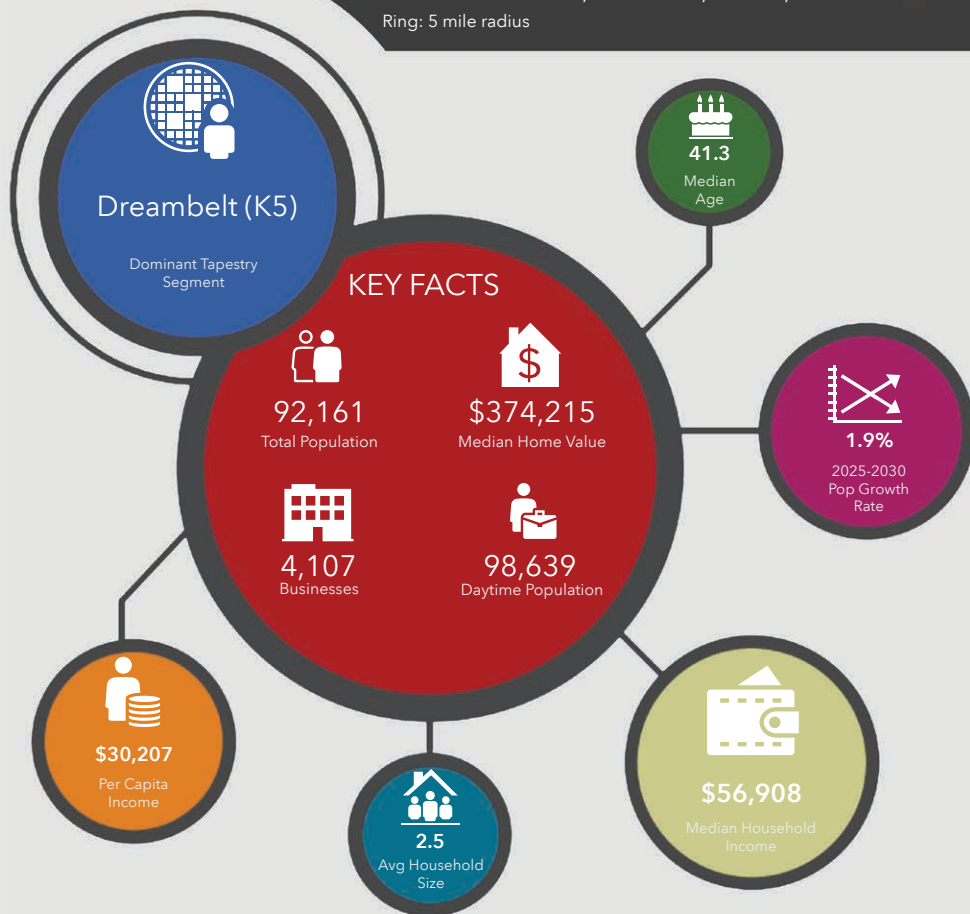 Ring: 5 mile radius
Dreambelt (K5)
Dominant Tapestry
Segment
KEY FACTS
92,161
Total Population
$374,215
Median Home Value
4,107
Businesses
98,639
Daytime Population
41.3
Median
Age
1.9%
2025-2030
Pop Growth
Rate
$30,207
Per Capita
Income
2.5
Avg Household
Size
$56,908
Median Household
Income